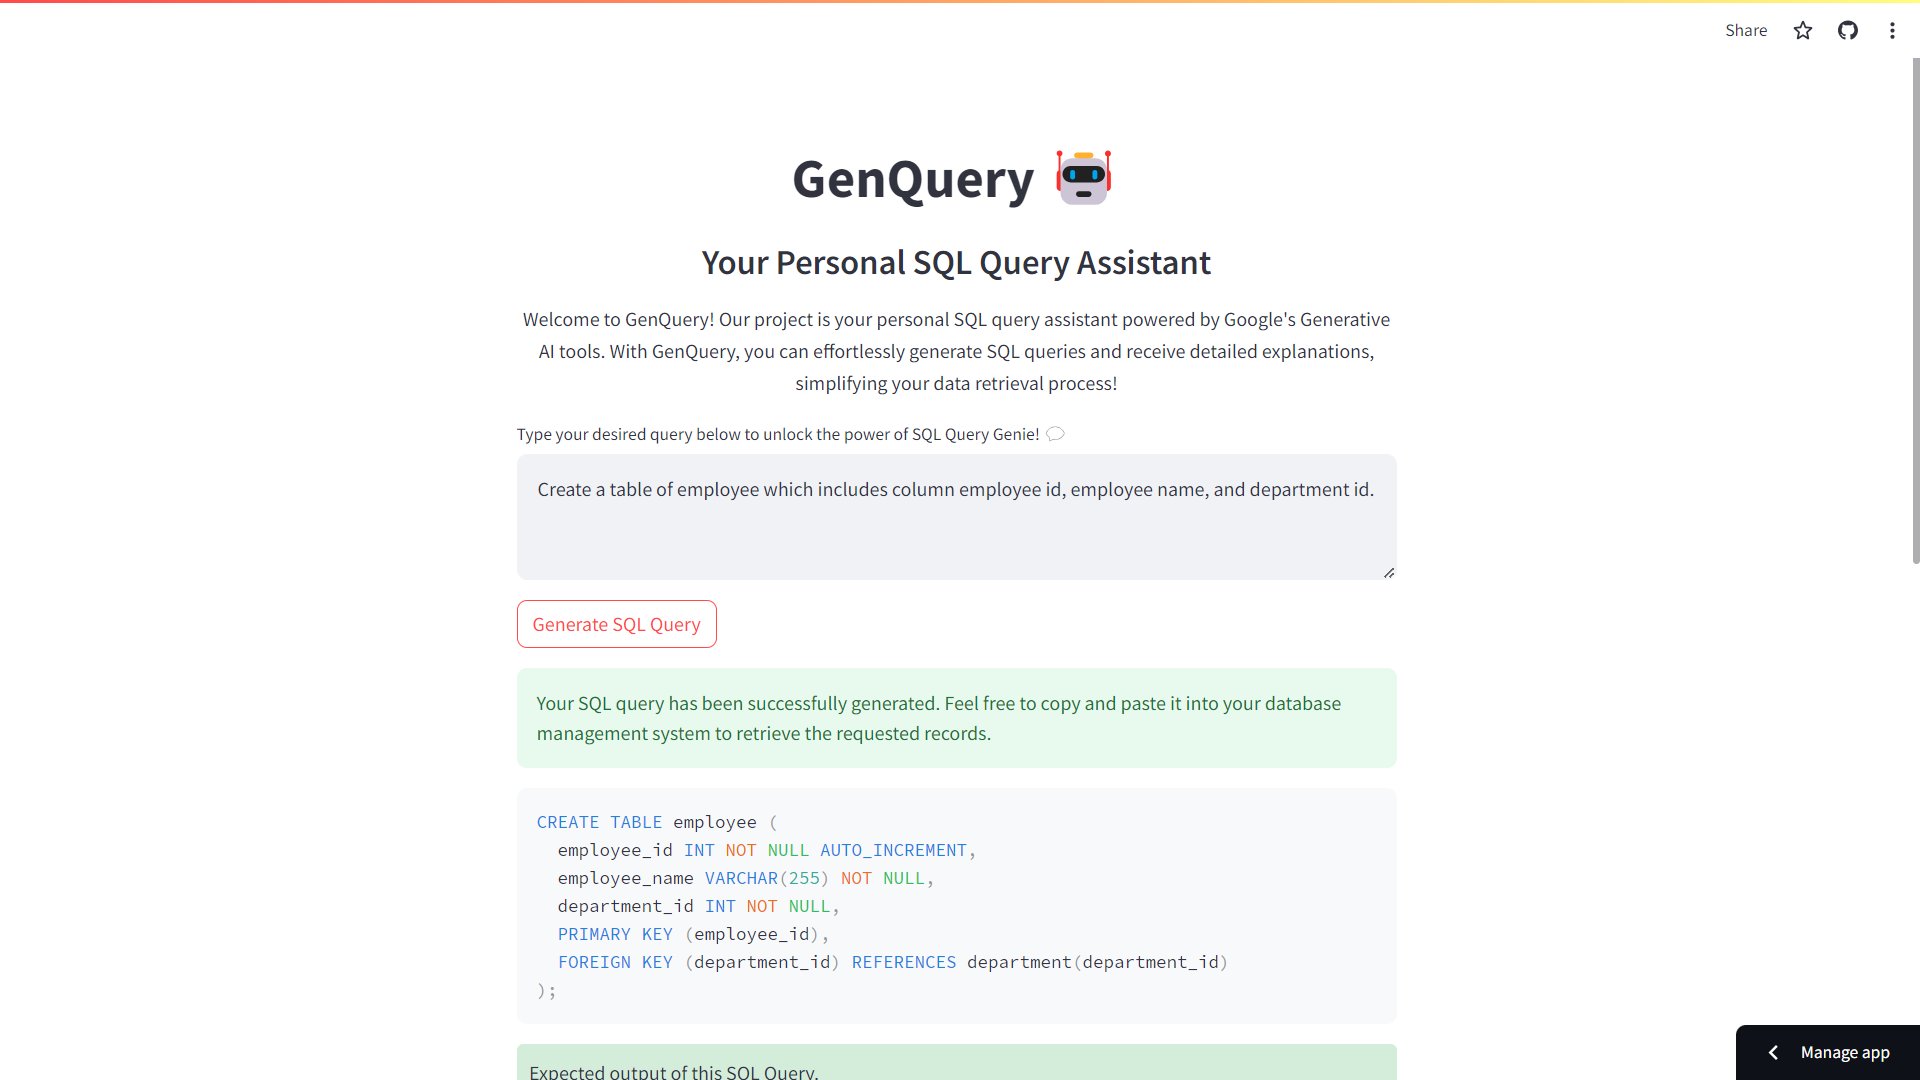 Share
GenQuery
Your Personal SQL Query Assistant
Welcome to GenQuery! Our project is your personal SQL query assistant powered by Google's Generative
AI tools. With GenQuery, you can effortlessly generate SQL queries and receive detailed explanations,
simplifying your data retrieval process!
Type your desired query below to unlock the power of SQL Query Genie!
Create a table of employee which includes column employee id, employee name, and department id.
Generate SQL Query
Your SQL query has been successfully generated. Feel free to copy and paste it into your database
management system to retrieve the requested records.
CREATE TABLE employee (
  employee_id INT NOT NULL AUTO_INCREMENT,
  employee_name VARCHAR(255) NOT NULL,
  department_id INT NOT NULL,
  PRIMARY KEY (employee_id),
  FOREIGN KEY (department_id) REFERENCES department(department_id)
);
Expected output of this SQL Query.
Manage app